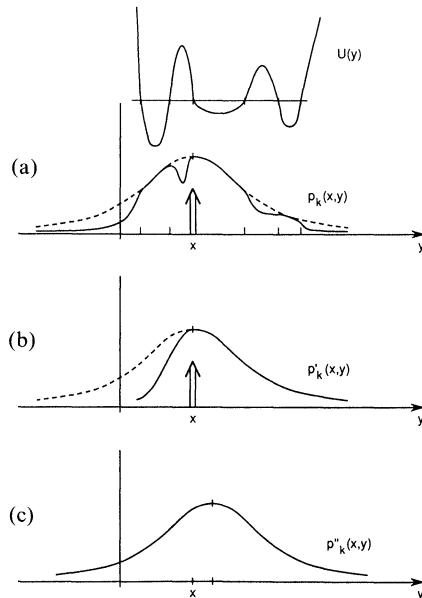 U(y)
(a)
pk(x,y)
x
y
(b)
p'k(x,y)
x
y
(c)
p"k(x,y)
x
y